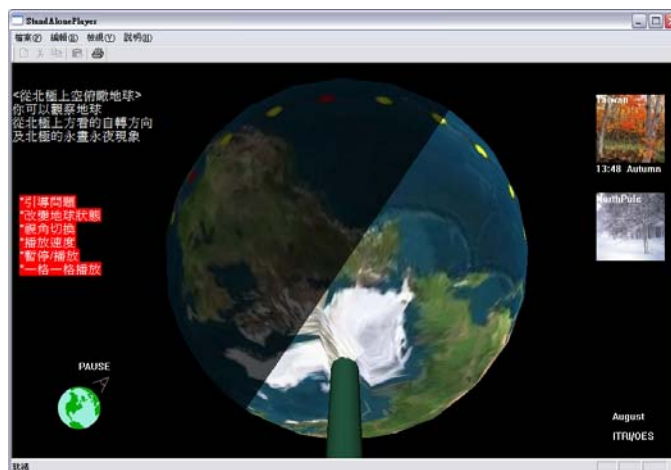 StandAlonePlayer
檔案(F) 編輯(E) 檢視(V) 說明(H)
<從北極上空俯瞰地球>
你可以觀察地球
從北極上方看的自轉方向
及北極的永晝永夜現象
*引導問題
*改變地球狀態
*視角切換
*播放速度
*暫停/播放
*一格一格播放
Taiwan
13:48 Autumn
NorthPole
PAUSE
August
ITRI/OES
就緒